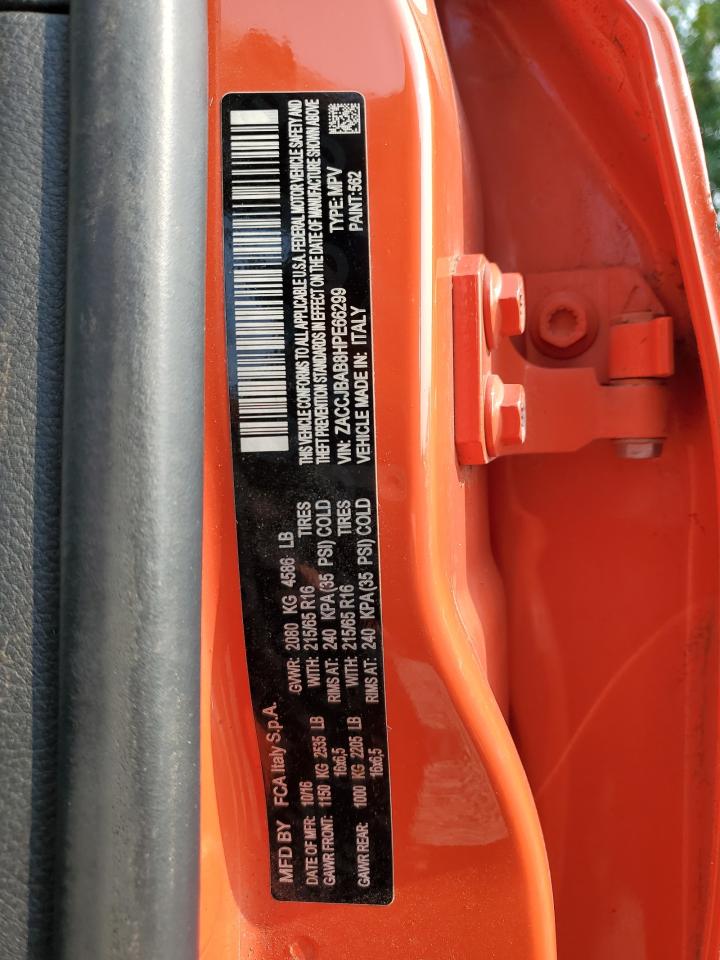 MFD BY FCA Italy S.p.A.
DATE OF MFR: 10/16 GVWR: 2080 KG 4586 LB
GAWR FRONT: 1150 KG 2535 LB WITH: 215/65 R16 TIRES
16x6,5 RIMS AT: 240 KPA (35 PSI) COLD
GAWR REAR: 1000 KG 2205 LB WITH: 215/65 R16 TIRES
16x6,5 RIMS AT: 240 KPA (35 PSI) COLD
THIS VEHICLE CONFORMS TO ALL APPLICABLE U.S.A. FEDERAL MOTOR VEHICLE SAFETY AND
THEFT PREVENTION STANDARDS IN EFFECT ON THE DATE OF MANUFACTURE SHOWN ABOVE
VIN: ZACCJBAB8HPE66299 TYPE: MPV
VEHICLE MADE IN: ITALY PAINT: 562